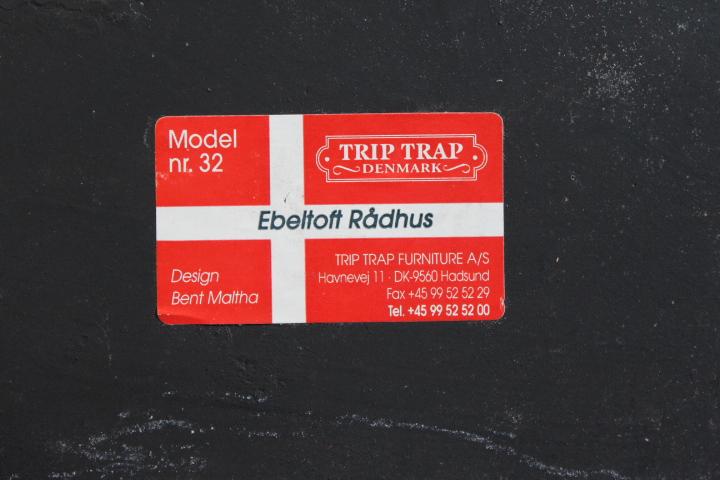 Model
nr. 32
TRIP TRAP
DENMARK
Ebeltoft Rådhus
Design
Bent Maltha
TRIP TRAP FURNITURE A/S
Havnevej 11 · DK-9560 Hadsund
Fax +45 99 52 52 29
Tel. +45 99 52 52 00